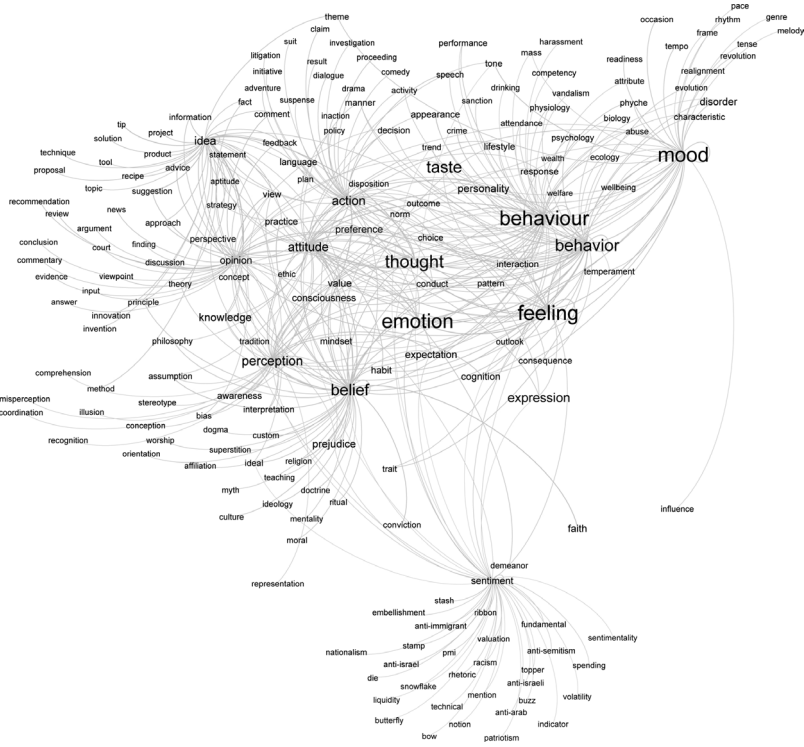 pace
theme
occasion
rhythm
genre
claim
frame
melody
suit
investigation
performance
harassment
tempo
tense
litigation
result
proceeding
mass
revolution
readiness
initiative
dialogue
comedy
speech
tone
competency
realignment
attribute
adventure
drama
activity
drinking
vandalism
evolution
fact
suspense
manner
sanction
physiology
phyche
disorder
information
comment
inaction
appearance
biology
characteristic
tip
project
policy
decision
crime
attendance
abuse
solution
idea
feedback
trend
lifestyle
psychology
technique
product
statement
language
taste
wealth
ecology
mood
proposal
tool
recipe
advice
plan
response
topic
suggestion
aptitude
disposition
personality
welfare
wellbeing
recommendation
view
action
review
news
strategy
outcome
argument
approach
practice
preference
norm
behaviour
conclusion
court
finding
perspective
attitude
choice
behavior
commentary
discussion
opinion
thought
interaction
evidence
viewpoint
theory
concept
ethic
value
conduct
pattern
temperament
input
answer
principle
consciousness
innovation
knowledge
emotion
feeling
invention
philosophy
tradition
mindset
outlook
perception
expectation
consequence
comprehension
assumption
habit
cognition
method
belief
misperception
stereotype
awareness
expression
coordination
illusion
bias
interpretation
conception
dogma
custom
recognition
worship
superstition
prejudice
orientation
affiliation
ideal
religion
trait
teaching
myth
doctrine
ideology
ritual
influence
culture
mentality
conviction
faith
moral
demeanor
representation
sentiment
stash
embellishment
ribbon
anti-immigrant
fundamental
stamp
valuation
sentimentality
nationalism
pmi
anti-semitism
anti-israel
racism
topper
spending
die
rhetoric
anti-israeli
snowflake
mention
buzz
volatility
liquidity
technical
anti-arab
butterfly
notion
indicator
bow
patriotism